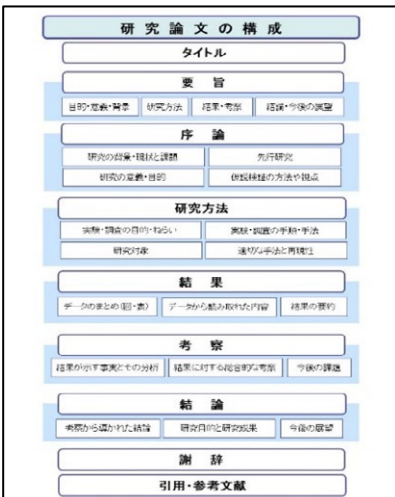 研究論文の構成
タイトル
要旨
目的・意義・背景 研究方法 結果・考察 結論・今後の展望
序論
研究の背景・現状と課題 先行研究
研究の意義・目的 仮説検証の方法や視点
研究方法
実験・調査の目的・ねらい 実験・調査の手順・手法
研究対象 適切な手法と再現性
結果
データのまとめ(図・表) データから読み取れた内容 結果の要約
考察
結果が示す事実とその分析 結果に対する総合的な考察 今後の課題
結論
考察から導かれた結論 研究目的と研究成果 今後の展望
謝辞
引用・参考文献